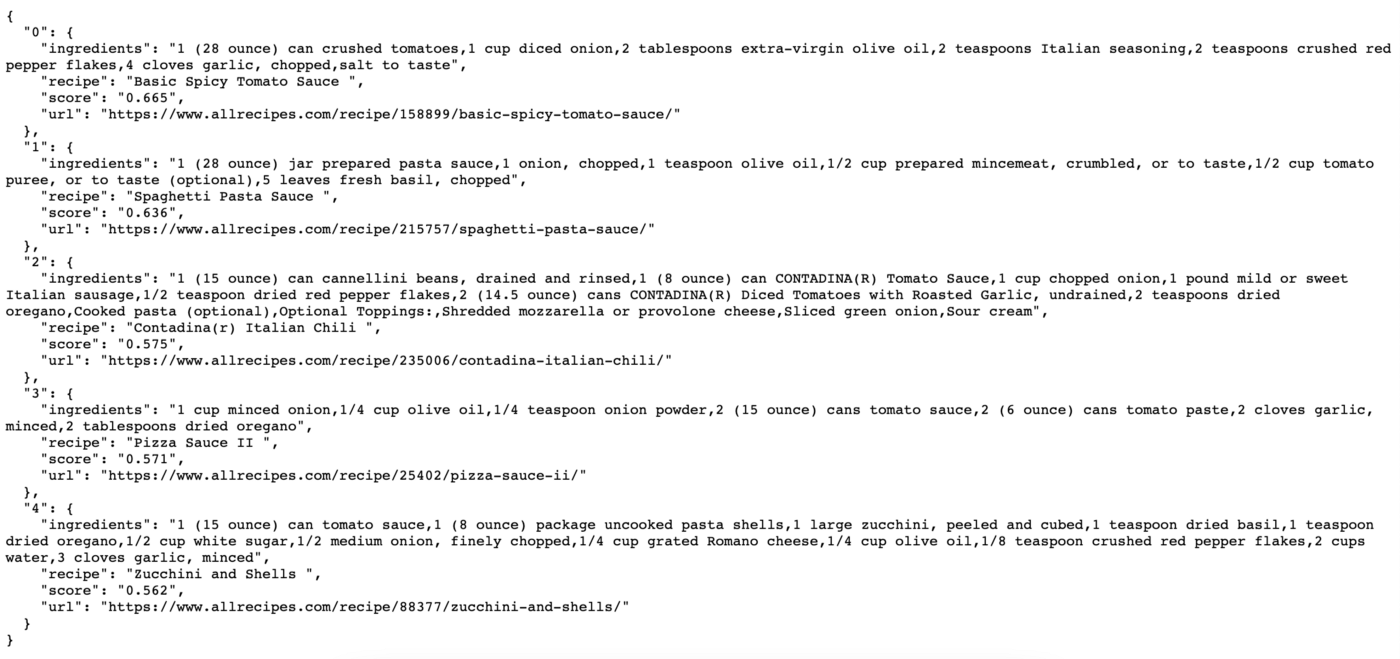 {
  "0": {
    "ingredients": "1 (28 ounce) can crushed tomatoes,1 cup diced onion,2 tablespoons extra-virgin olive oil,2 teaspoons Italian seasoning,2 teaspoons crushed red
pepper flakes,4 cloves garlic, chopped,salt to taste",
    "recipe": "Basic Spicy Tomato Sauce ",
    "score": "0.665",
    "url": "https://www.allrecipes.com/recipe/158899/basic-spicy-tomato-sauce/"
  },
  "1": {
    "ingredients": "1 (28 ounce) jar prepared pasta sauce,1 onion, chopped,1 teaspoon olive oil,1/2 cup prepared mincemeat, crumbled, or to taste,1/2 cup tomato
puree, or to taste (optional),5 leaves fresh basil, chopped",
    "recipe": "Spaghetti Pasta Sauce ",
    "score": "0.636",
    "url": "https://www.allrecipes.com/recipe/215757/spaghetti-pasta-sauce/"
  },
  "2": {
    "ingredients": "1 (15 ounce) can cannellini beans, drained and rinsed,1 (8 ounce) can CONTADINA(R) Tomato Sauce,1 cup chopped onion,1 pound mild or sweet
Italian sausage,1/2 teaspoon dried red pepper flakes,2 (14.5 ounce) cans CONTADINA(R) Diced Tomatoes with Roasted Garlic, undrained,2 teaspoons dried
oregano,Cooked pasta (optional),Optional Toppings:,Shredded mozzarella or provolone cheese,Sliced green onion,Sour cream",
    "recipe": "Contadina(r) Italian Chili ",
    "score": "0.575",
    "url": "https://www.allrecipes.com/recipe/235006/contadina-italian-chili/"
  },
  "3": {
    "ingredients": "1 cup minced onion,1/4 cup olive oil,1/4 teaspoon onion powder,2 (15 ounce) cans tomato sauce,2 (6 ounce) cans tomato paste,2 cloves garlic,
minced,2 tablespoons dried oregano",
    "recipe": "Pizza Sauce II ",
    "score": "0.571",
    "url": "https://www.allrecipes.com/recipe/25402/pizza-sauce-ii/"
  },
  "4": {
    "ingredients": "1 (15 ounce) can tomato sauce,1 (8 ounce) package uncooked pasta shells,1 large zucchini, peeled and cubed,1 teaspoon dried basil,1 teaspoon
dried oregano,1/2 cup white sugar,1/2 medium onion, finely chopped,1/4 cup grated Romano cheese,1/4 cup olive oil,1/8 teaspoon crushed red pepper flakes,2 cups
water,3 cloves garlic, minced",
    "recipe": "Zucchini and Shells ",
    "score": "0.562",
    "url": "https://www.allrecipes.com/recipe/88377/zucchini-and-shells/"
  }
}